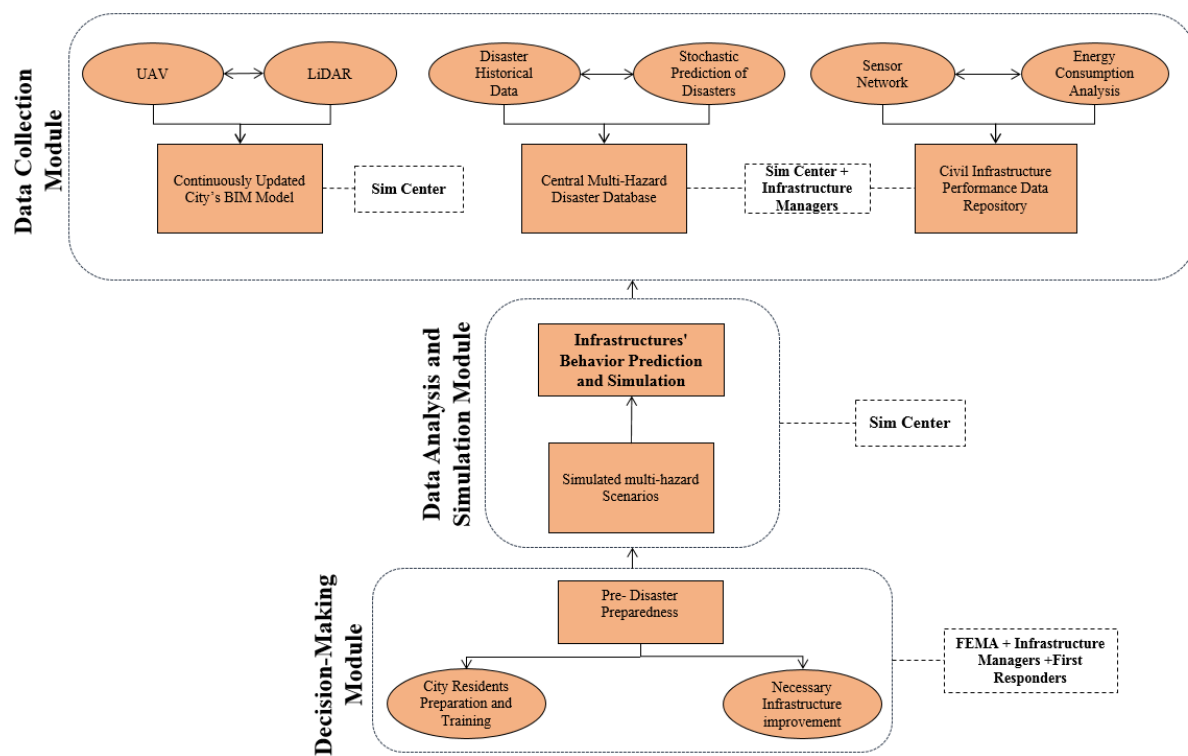 Data Collection
Module
UAV
LiDAR
Disaster
Historical
Data
Stochastic
Prediction of
Disasters
Sensor
Network
Energy
Consumption
Analysis
Continuously Updated
City's BIM Model
Sim Center
Central Multi-Hazard
Disaster Database
Sim Center +
Infrastructure
Managers
Civil Infrastructure
Performance Data
Repository
Data Analysis and
Simulation Module
Infrastructures'
Behavior Prediction
and Simulation
Simulated multi-hazard
Scenarios
Sim Center
Decision-Making
Module
Pre- Disaster
Preparedness
City Residents
Preparation and
Training
Necessary
Infrastructure
improvement
FEMA + Infrastructure
Managers +First
Responders